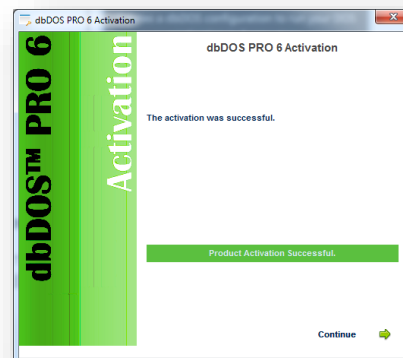 dbDOS PRO 6 Activation
dbDOS™ PRO 6
Activation
dbDOS PRO 6 Activation
The activation was successful.
Product Activation Successful.
Continue